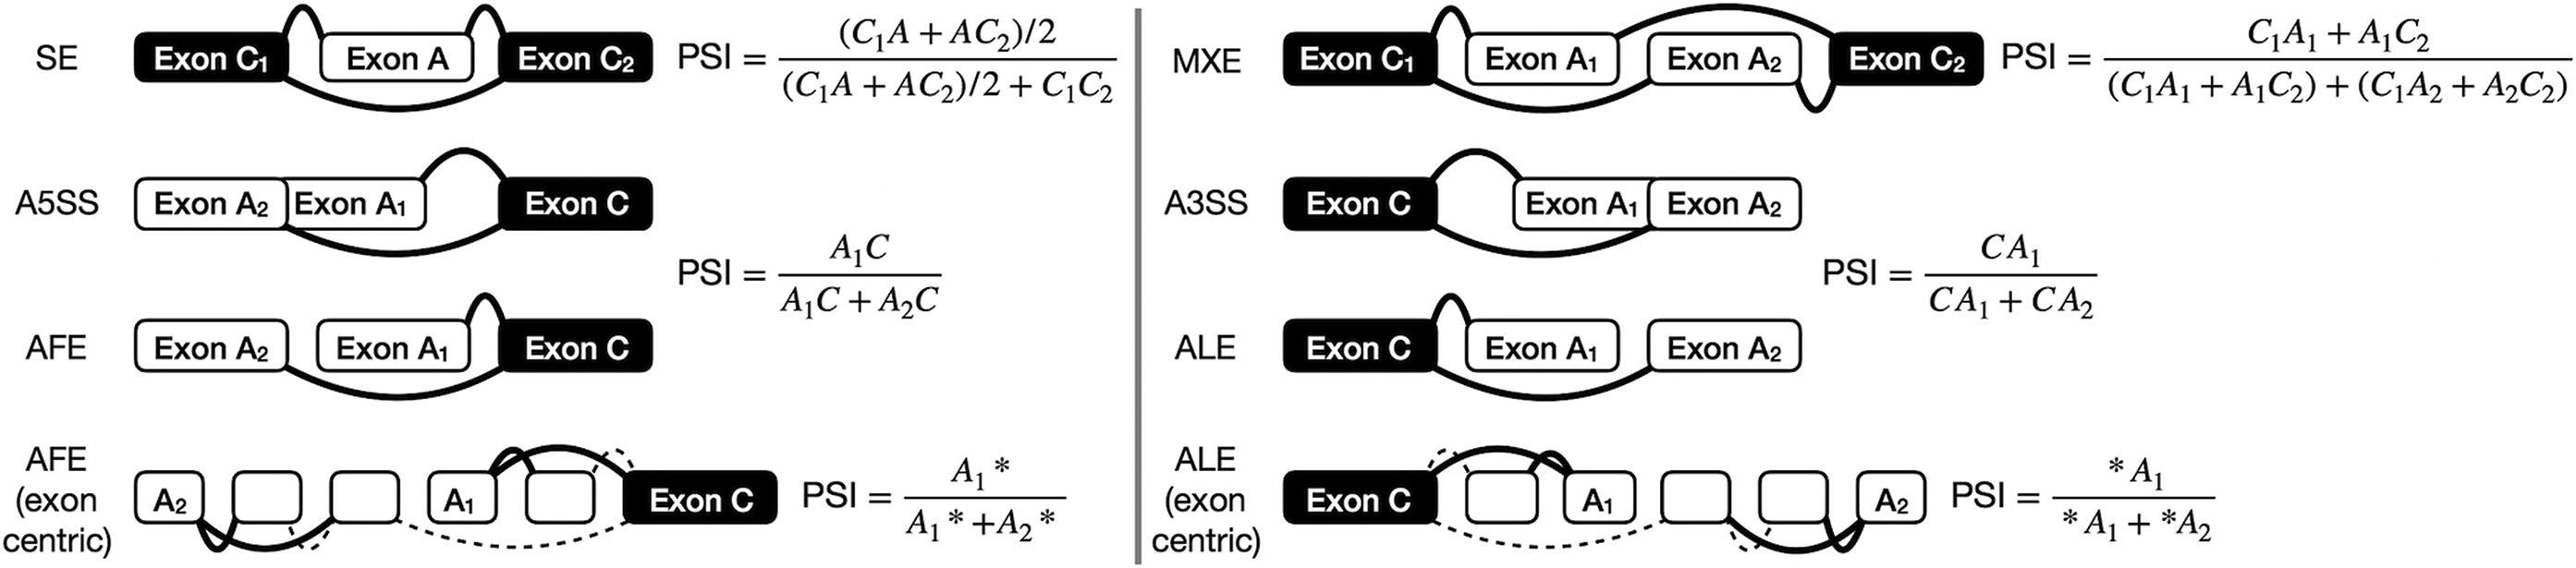 SE Exon C₁ Exon A Exon C₂ PSI = (C₁A + AC₂)/2 / (C₁A + AC₂)/2 + C₁C₂
A5SS Exon A₂ Exon A₁ Exon C
PSI = A₁C / A₁C + A₂C
AFE Exon A₂ Exon A₁ Exon C
AFE
(exon
centric)
A₂ A₁ Exon C PSI = A₁ * / A₁ * +A₂ *
MXE Exon C₁ Exon A₁ Exon A₂ Exon C₂ PSI = C₁A₁ + A₁C₂ / (C₁A₁ + A₁C₂) + (C₁A₂ + A₂C₂)
A3SS Exon C Exon A₁ Exon A₂
PSI = CA₁ / CA₁ + CA₂
ALE Exon C Exon A₁ Exon A₂
ALE
(exon
centric)
Exon C A₁ A₂ PSI = * A₁ / * A₁ + *A₂